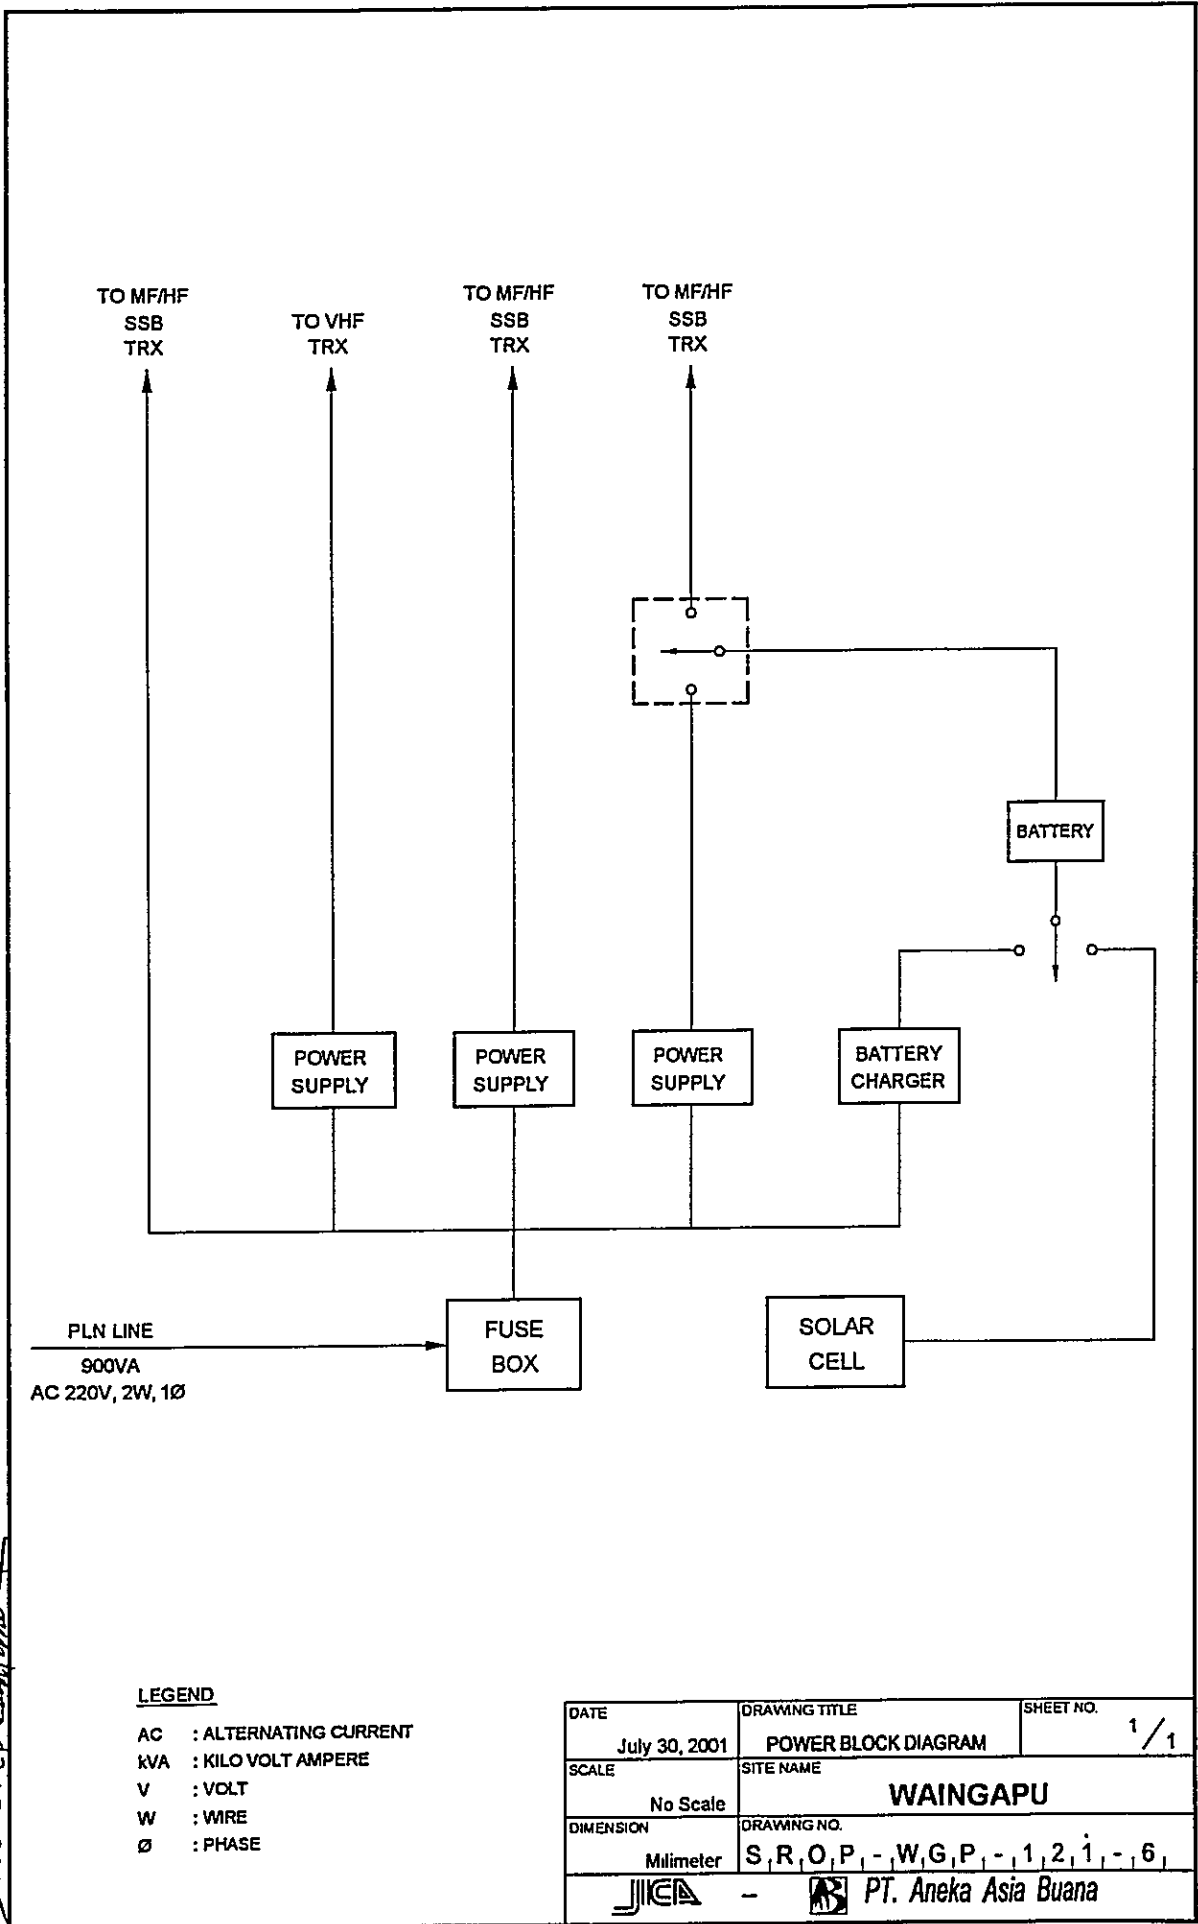 TO MF/HF
SSB
TRX
TO VHF
TRX
TO MF/HF
SSB
TRX
TO MF/HF
SSB
TRX
BATTERY
POWER
SUPPLY
POWER
SUPPLY
POWER
SUPPLY
BATTERY
CHARGER
PLN LINE
900VA
AC 220V, 2W, 1Ø
FUSE
BOX
SOLAR
CELL
LEGEND
AC : ALTERNATING CURRENT
kVA : KILO VOLT AMPERE
V : VOLT
W : WIRE
Ø : PHASE
DATE
July 30, 2001
DRAWING TITLE
POWER BLOCK DIAGRAM
SHEET NO.
1/1
SCALE
No Scale
SITE NAME
WAINGAPU
DIMENSION
Milimeter
DRAWING NO.
SROP-WGP-121-6
JICA - PT. Aneka Asia Buana